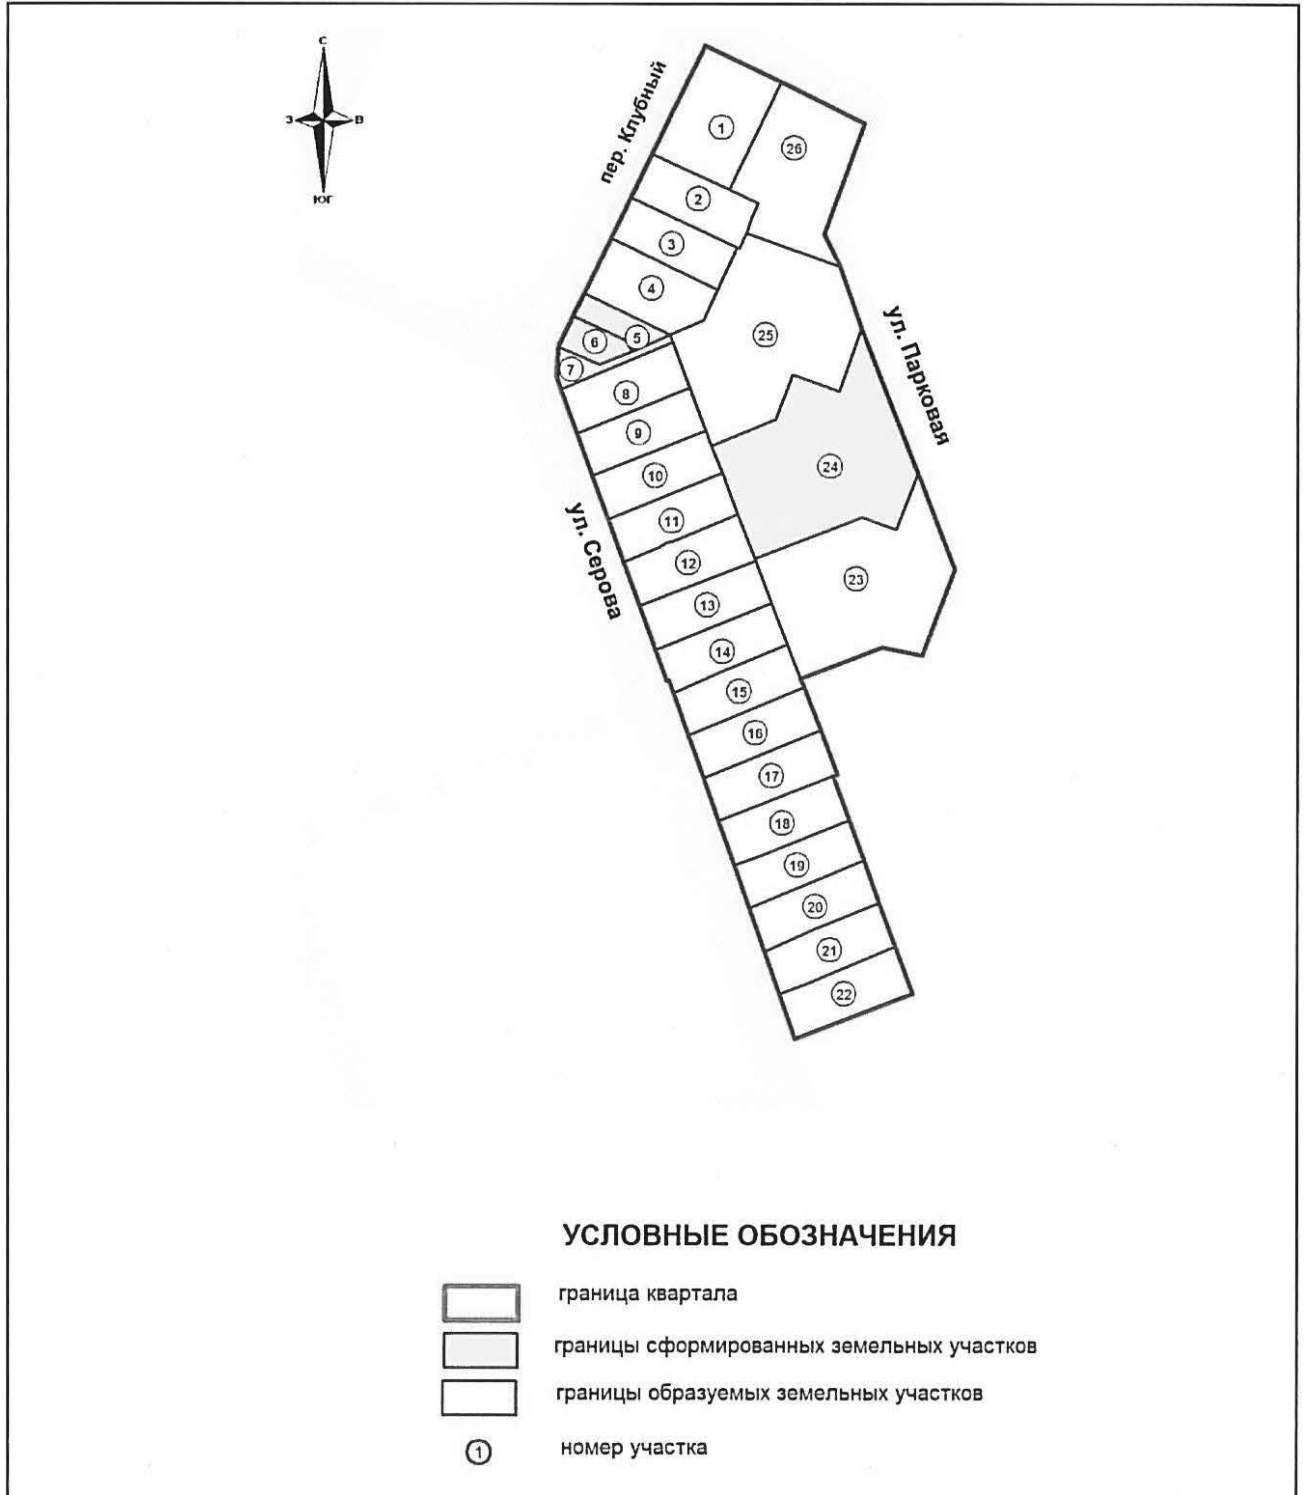 С
З
В
ЮГ
пер. Клубный
1
26
2
3
4
5
6
7
25
ул. Парковая
8
9
10
24
11
ул. Серова
12
23
13
14
15
16
17
18
19
20
21
22
УСЛОВНЫЕ ОБОЗНАЧЕНИЯ
граница квартала
границы сформированных земельных участков
границы образуемых земельных участков
1 номер участка